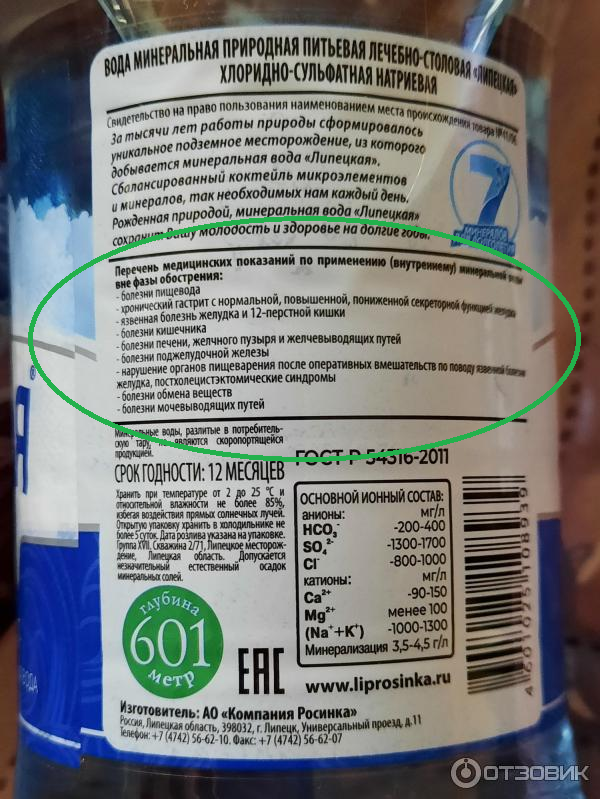 ВОДА МИНЕРАЛЬНАЯ ПРИРОДНАЯ ПИТЬЕВАЯ ЛЕЧЕБНО-СТОЛОВАЯ «ЛИПЕЦКАЯ»
ХЛОРИДНО-СУЛЬФАТНАЯ НАТРИЕВАЯ
Свидетельство на право пользования наименованием места происхождения товара
За тысячи лет работы природы сформировалось
уникальное подземное месторождение, из которого
добывается минеральная вода «Липецкая».
Сбалансированный коктейль микроэлементов
и минералов, так необходимых нам каждый день.
Рожденная природой, минеральная вода «Липецкая»
сохранит Вашу молодость и здоровье на долгие годы.
7
МИНЕРАЛОВ
Перечень медицинских показаний по применению (внутреннему) минеральной воды
вне фазы обострения:
- болезни пищевода
- хронический гастрит с нормальной, повышенной, пониженной секреторной функцией желудка
- язвенная болезнь желудка и 12-перстной кишки
- болезни кишечника
- болезни печени, желчного пузыря и желчевыводящих путей
- болезни поджелудочной железы
- нарушение органов пищеварения после оперативных вмешательств по поводу язвенной болезни
желудка, постхолецистэктомические синдромы
- болезни обмена веществ
- болезни мочевыводящих путей
Минеральные воды, разлитые в потребитель-
скую тару, не являются скоропортящейся
продукцией.
ГОСТ Р 54316-2011
СРОК ГОДНОСТИ: 12 МЕСЯЦЕВ
Хранить при температуре от 2 до 25 °С и
относительной влажности не более 85%,
избегая воздействия прямых солнечных лучей.
Открытую упаковку хранить в холодильнике не
более 5 суток. Дата розлива указана на упаковке.
Группа XVII. Скважина 2/71, Липецкое месторож-
дение, Липецкая область. Допускается
незначительный естественный осадок
минеральных солей.
ОСНОВНОЙ ИОННЫЙ СОСТАВ:
анионы: мг/л
HCO₃⁻ -200-400
SO₄²⁻ -1300-1700
Cl⁻ -800-1000
катионы: мг/л
Ca²⁺ -90-150
Mg²⁺ менее 100
(Na⁺+K⁺) -1000-1300
Минерализация 3,5-4,5 г/л
4601025108939
глубина
601
метр
ЕАС
www.liprosinka.ru
Изготовитель: АО «Компания Росинка»
Россия, Липецкая область, 398032, г. Липецк, Универсальный проезд, д.11
Телефон: +7 (4742) 56-62-10. Факс: +7 (4742) 56-62-07
Я®
ОТЗОВИК